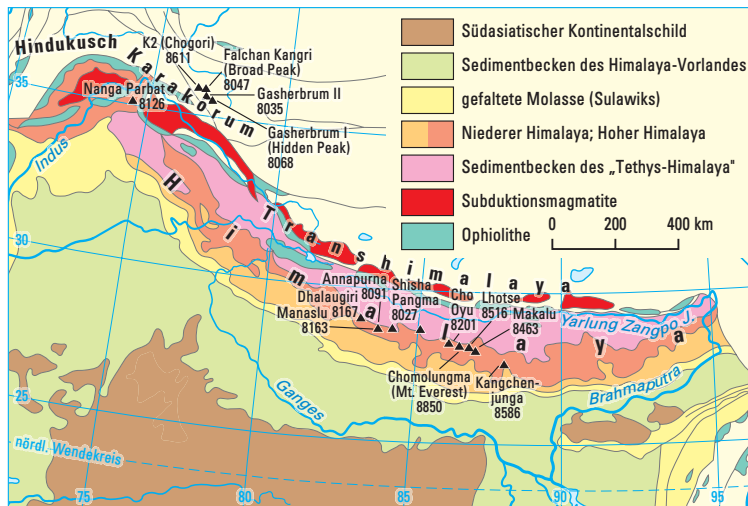 Hindukusch
Karakorum
K2 (Chogori)
8611
Falchan Kangri
(Broad Peak)
8047
Gasherbrum II
8035
Gasherbrum I
(Hidden Peak)
8068
Nanga Parbat
8126
Indus
35
30
25
Himalaya
Transhimalaya
Annapurna
8091
Shisha
Pangma
8027
Dhalaugiri
8167
Manaslu
8163
Cho
Oyu
8201
Lhotse
8516
Makalu
8463
Yarlung Zangpo J.
Chomolungma
(Mt. Everest)
8850
Kangchen-
junga
8586
Brahmaputra
Ganges
nördl. Wendekreis
75
80
85
90
95
Südasiatischer Kontinentalschild
Sedimentbecken des Himalaya-Vorlandes
gefaltete Molasse (Sulawiks)
Niederer Himalaya; Hoher Himalaya
Sedimentbecken des „Tethys-Himalaya"
Subduktionsmagmatite
Ophiolithe
0 200 400 km